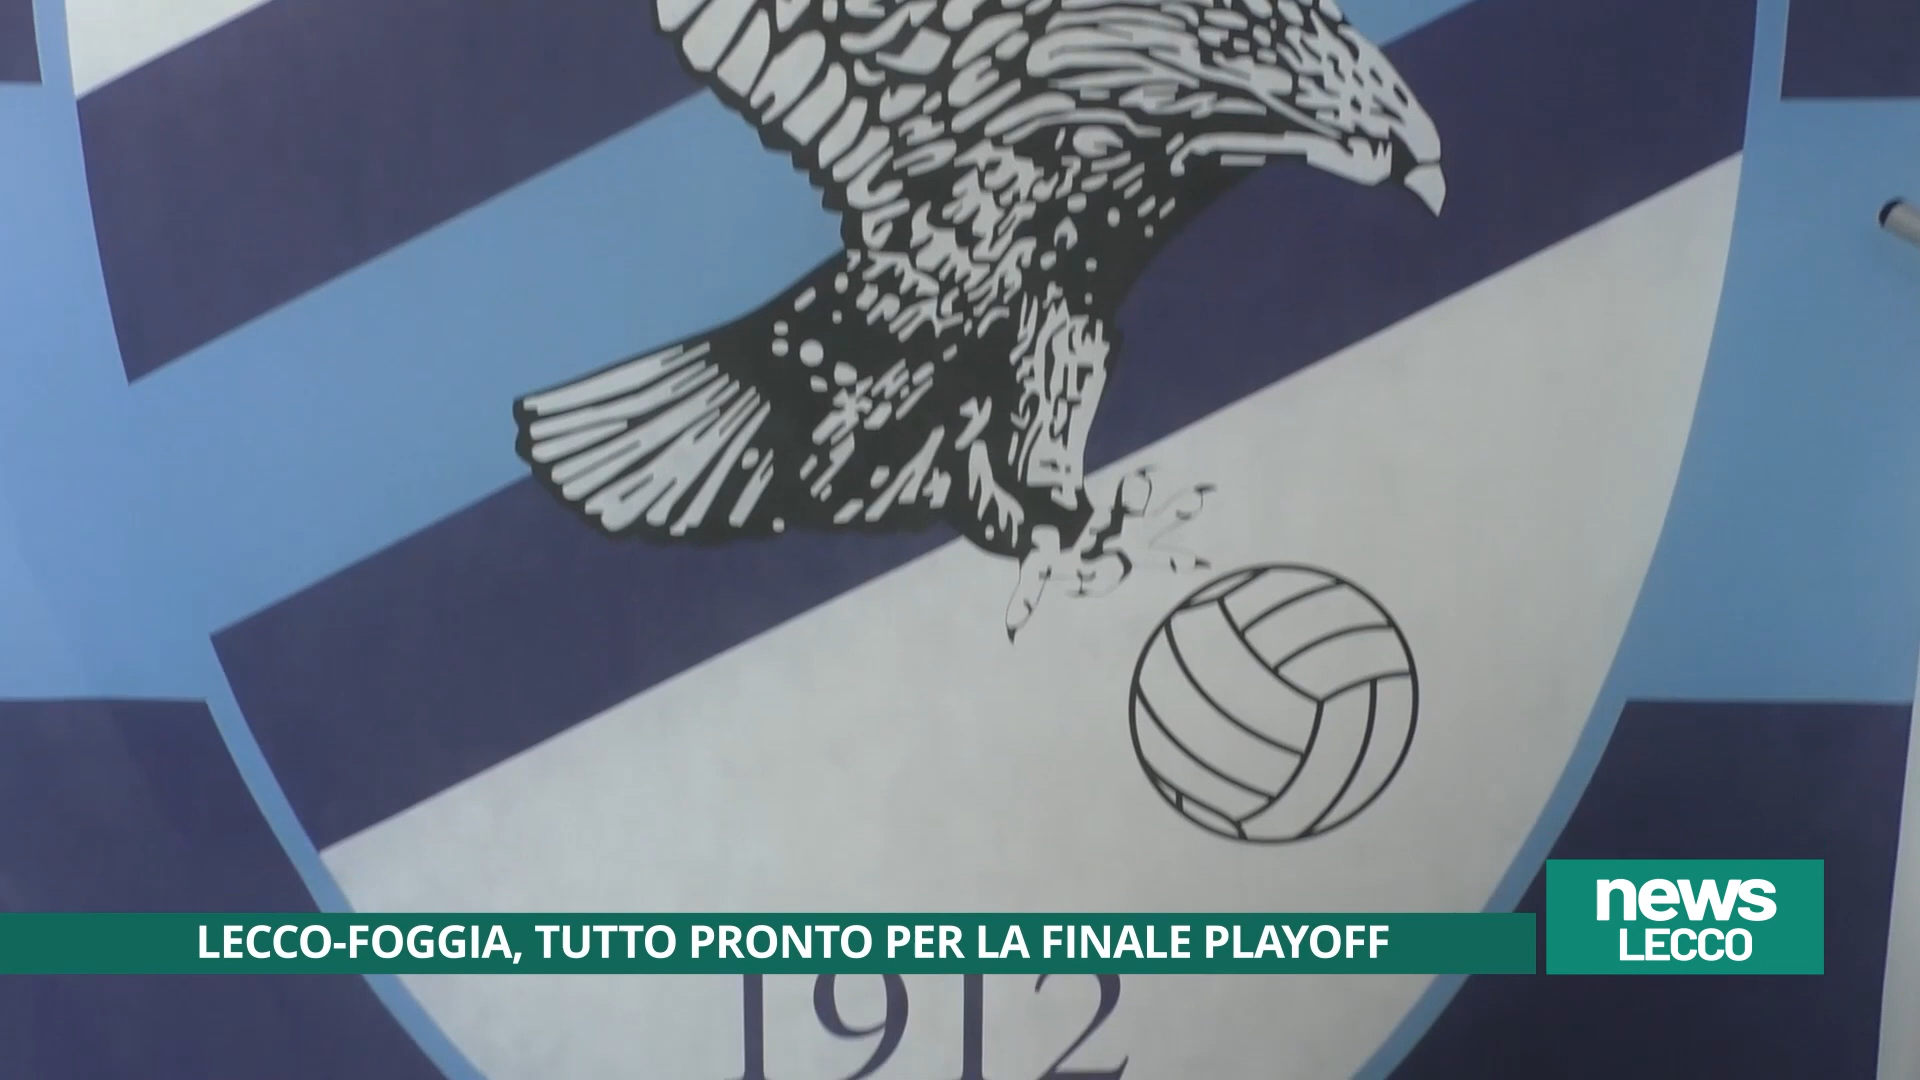 LECCO-FOGGIA, TUTTO PRONTO PER LA FINALE PLAYOFF
news
LECCO
1912